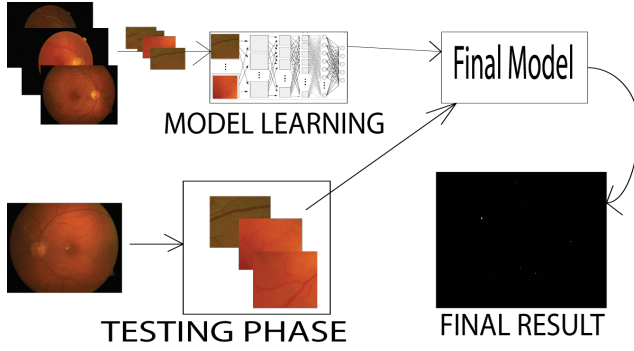 Final Model
MODEL LEARNING
TESTING PHASE
FINAL RESULT